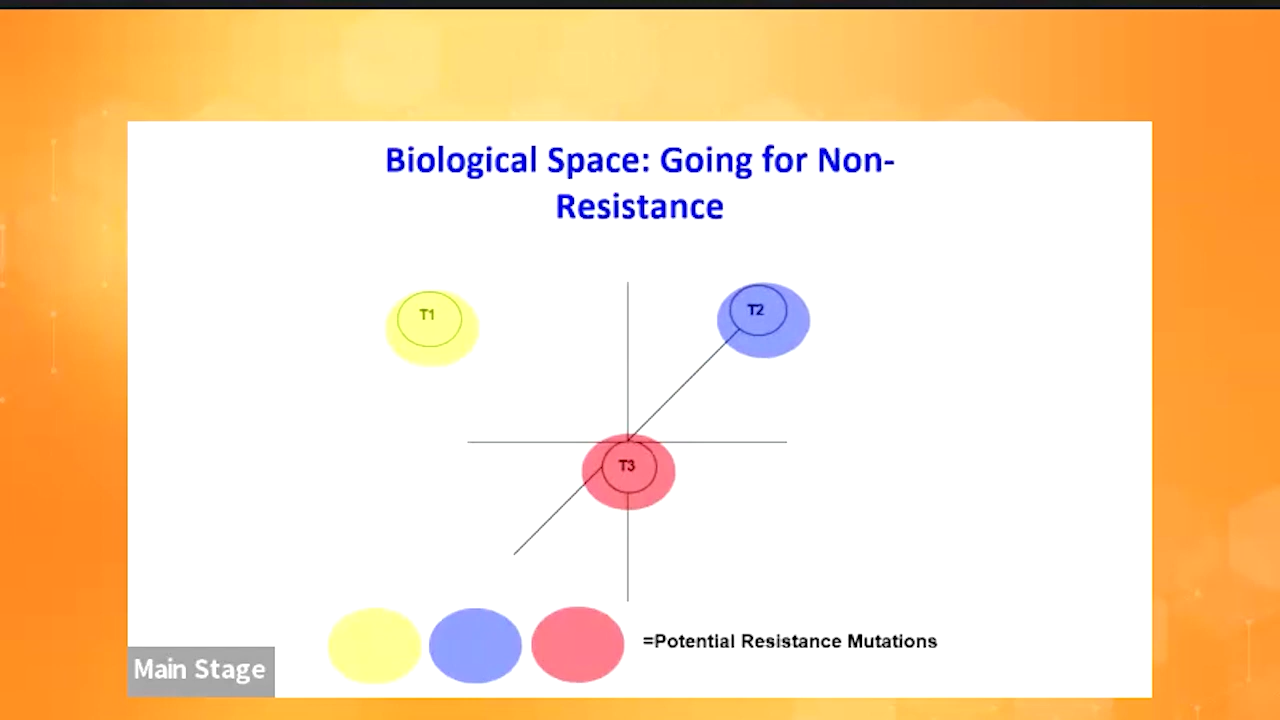 Biological Space: Going for Non-
Resistance
T1
T2
T3
=Potential Resistance Mutations
Main Stage